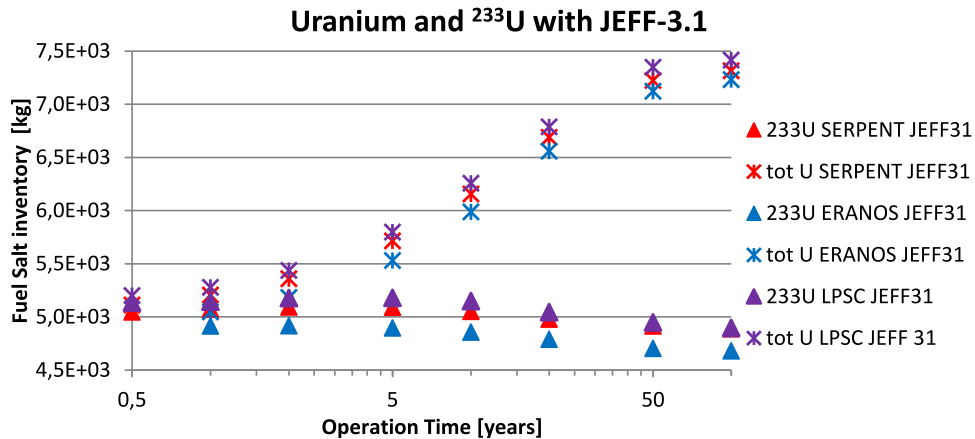 Uranium and ²³³U with JEFF-3.1
Fuel Salt inventory [kg]
7,5E+03
7,0E+03
6,5E+03
6,0E+03
5,5E+03
5,0E+03
4,5E+03
0,5
5
50
Operation Time [years]
233U SERPENT JEFF31
tot U SERPENT JEFF31
233U ERANOS JEFF31
tot U ERANOS JEFF31
233U LPSC JEFF31
tot U LPSC JEFF 31